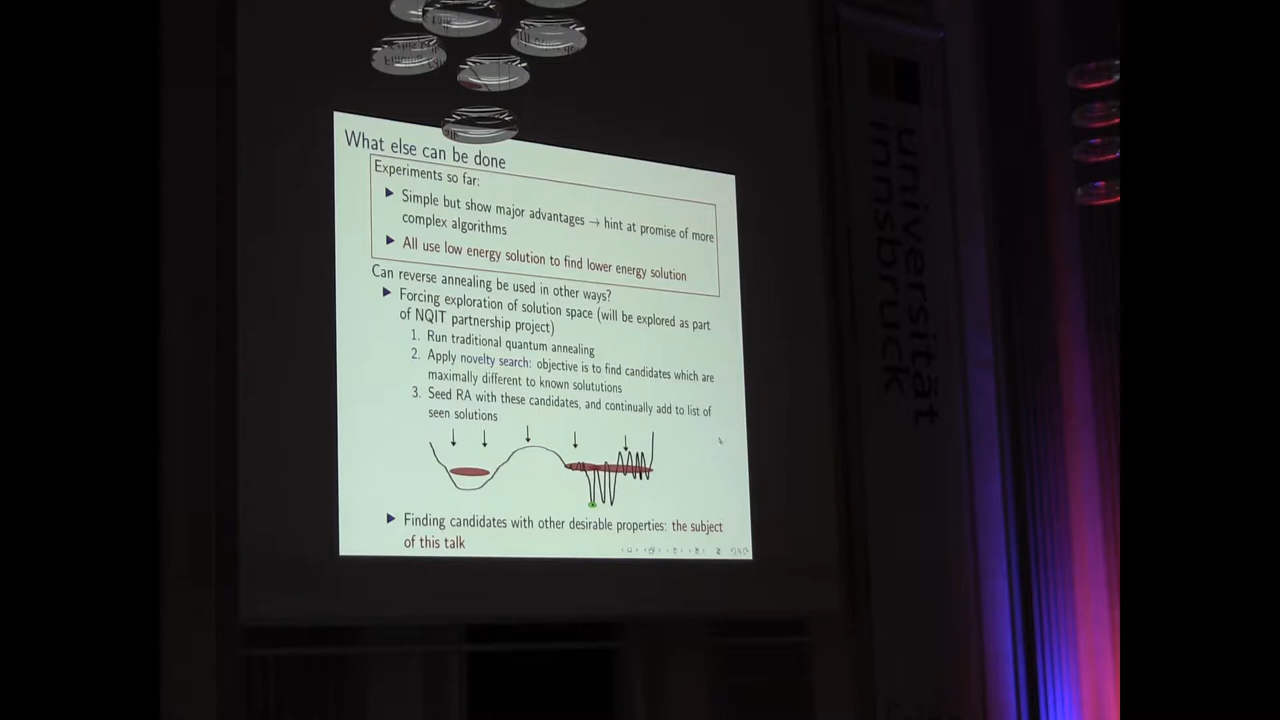 What else can be done
Experiments so far:
▶ Simple but show major advantages → hint at promise of more
complex algorithms
▶ All use low energy solution to find lower energy solution
Can reverse annealing be used in other ways?
▶ Forcing exploration of solution space (will be explored as part
of NQIT partnership project)
1. Run traditional quantum annealing
2. Apply novelty search: objective is to find candidates which are
maximally different to known solututions
3. Seed RA with these candidates, and continually add to list of
seen solutions
▶ Finding candidates with other desirable properties: the subject
of this talk
universität
innsbruck